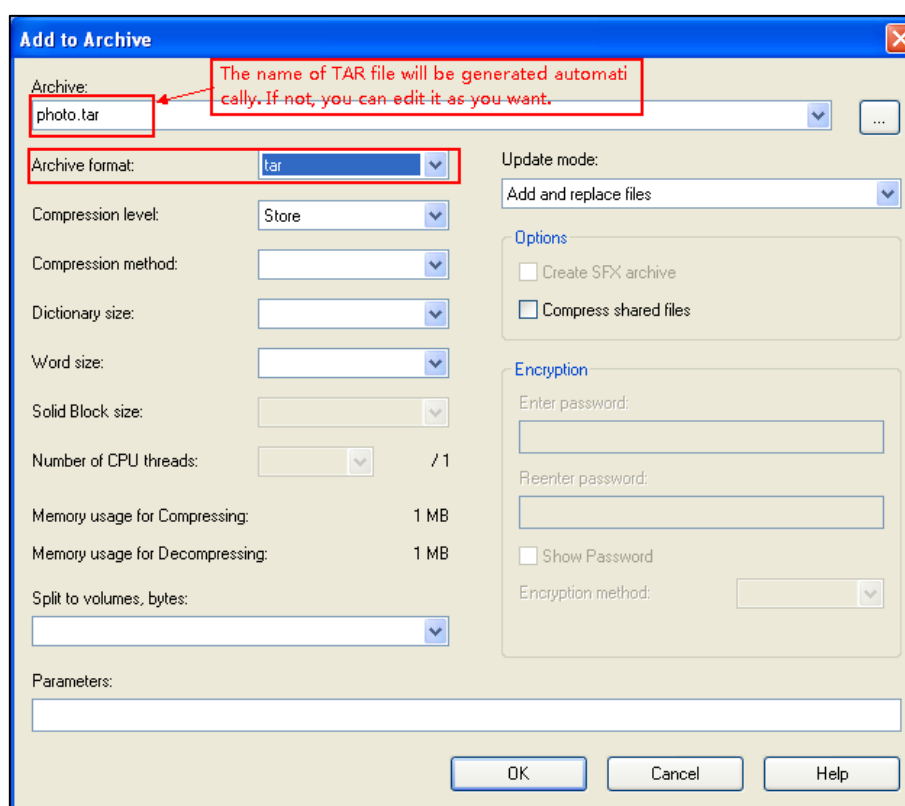 Add to Archive
The name of TAR file will be generated automati
cally. If not, you can edit it as you want.
Archive:
photo.tar
...
Archive format:
tar
Update mode:
Add and replace files
Compression level:
Store
Options
Create SFX archive
Compress shared files
Compression method:
Dictionary size:
Word size:
Encryption
Enter password:
Solid Block size:
Number of CPU threads:
/ 1
Reenter password:
Memory usage for Compressing:
1 MB
Memory usage for Decompressing:
1 MB
Show Password
Encryption method:
Split to volumes, bytes:
Parameters:
OK
Cancel
Help